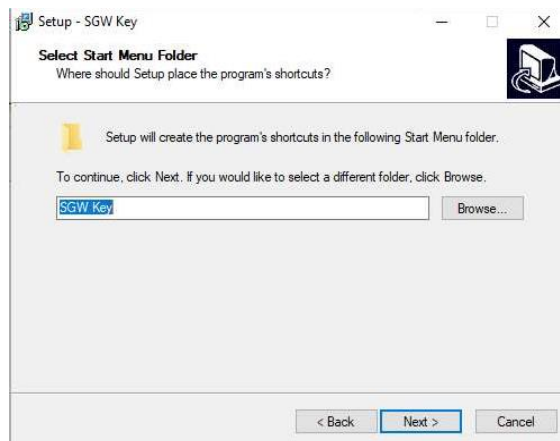 Setup - SGW Key
Select Start Menu Folder
Where should Setup place the program's shortcuts?
Setup will create the program's shortcuts in the following Start Menu folder.
To continue, click Next. If you would like to select a different folder, click Browse.
SGW Key
Browse...
< Back
Next >
Cancel